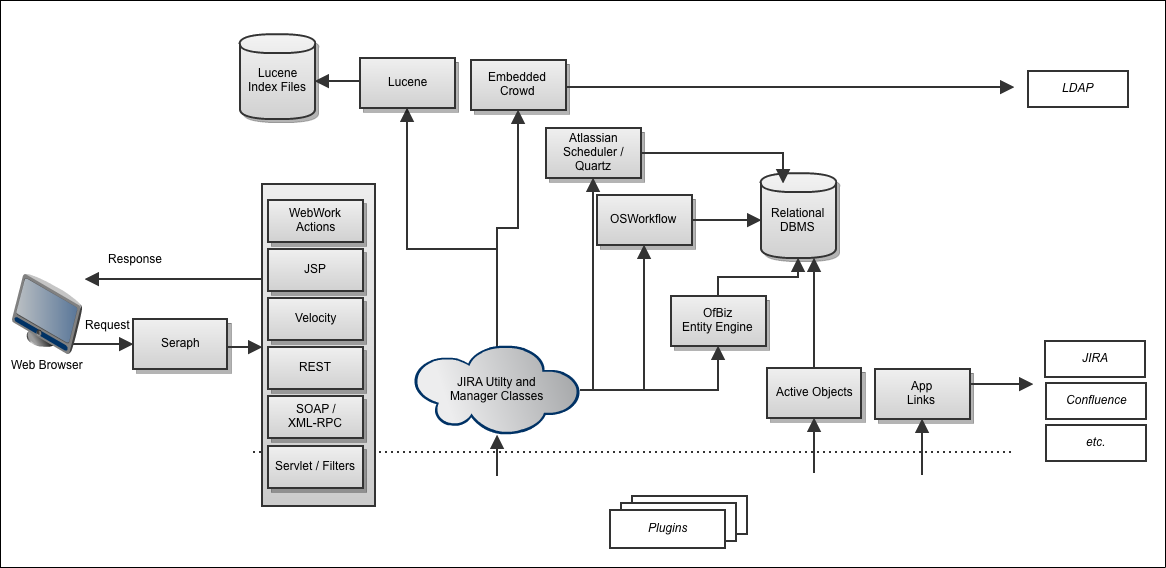 Lucene
Index Files
Lucene
Embedded
Crowd
LDAP
Atlassian
Scheduler /
Quartz
WebWork
Actions
OSWorkflow
Relational
DBMS
Response
JSP
Request
Web Browser
Seraph
Velocity
OfBiz
Entity Engine
REST
JIRA Utilty and
Manager Classes
Active Objects
App
Links
JIRA
Confluence
etc.
SOAP /
XML-RPC
Servlet / Filters
Plugins